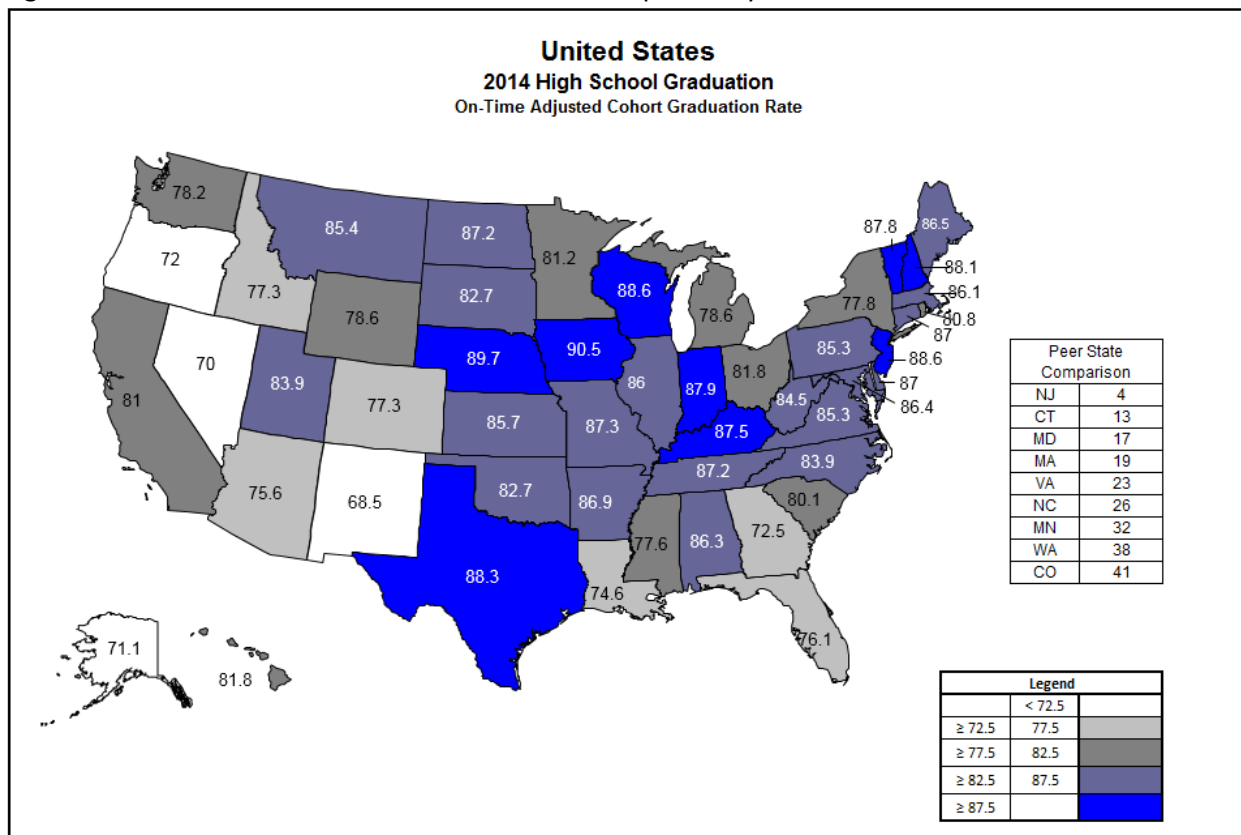 United States
2014 High School Graduation
On-Time Adjusted Cohort Graduation Rate
78.2
85.4
87.2
81.2
87.8
86.5
72
77.3
82.7
88.6
88.1
86.1
78.6
78.6
77.8
80.8
87
89.7
90.5
85.3
88.6
70
83.9
86
87.9
81.8
87
81
77.3
85.7
87.3
84.5
85.3
86.4
87.5
75.6
68.5
82.7
86.9
87.2
83.9
80.1
88.3
77.6
86.3
72.5
74.6
76.1
71.1
81.8
Peer State
Comparison
NJ 4
CT 13
MD 17
MA 19
VA 23
NC 26
MN 32
WA 38
CO 41
Legend
< 72.5
≥ 72.5 77.5
≥ 77.5 82.5
≥ 82.5 87.5
≥ 87.5